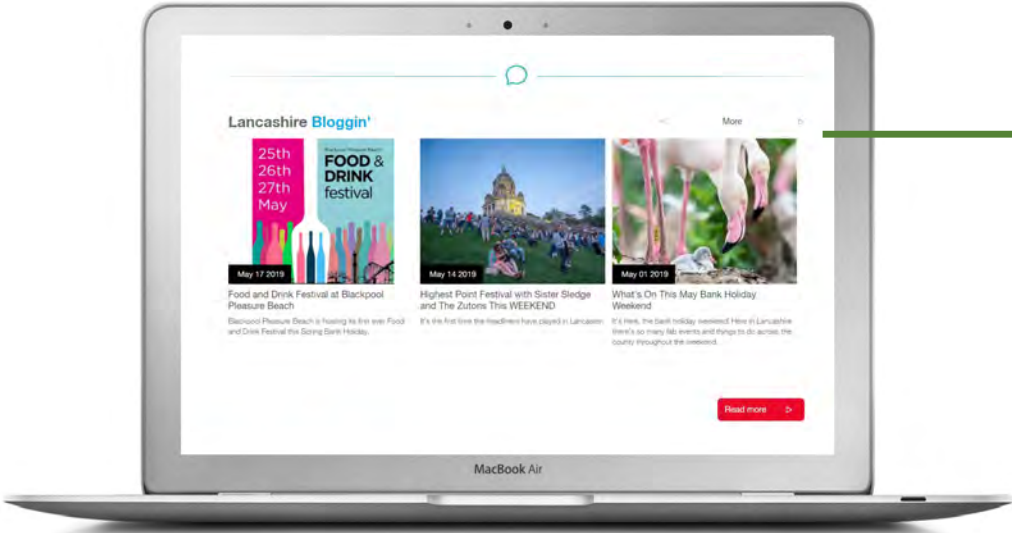 Lancashire Bloggin'
More
25th
26th
27th
May
Blackpool Pleasure Beach
FOOD &
DRINK
festival
May 17 2019
Food and Drink Festival at Blackpool
Pleasure Beach
Blackpool Pleasure Beach is hosting its first ever Food
and Drink Festival this Spring Bank Holiday.
May 14 2019
Highest Point Festival with Sister Sledge
and The Zutons This WEEKEND
It's the first time the headliners have played in Lancaster.
May 01 2019
What's On This May Bank Holiday
Weekend
It's here, the bank holiday weekend! Here in Lancashire
there's so many fab events and things to do across the
county throughout the weekend.
Read more
MacBook Air